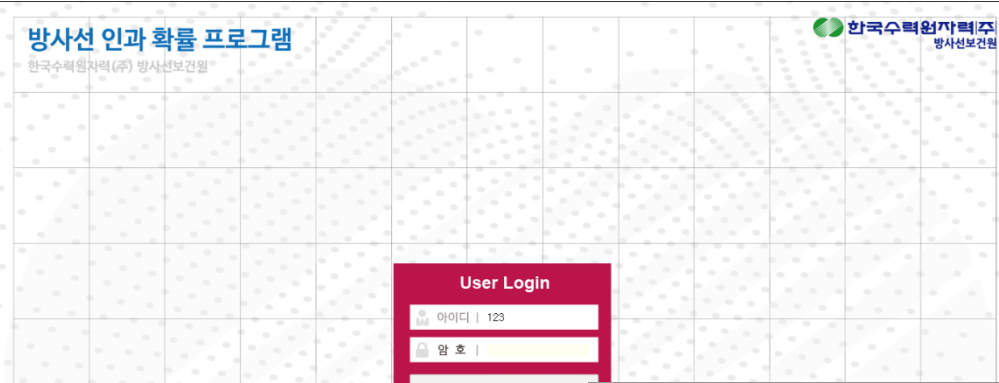 방사선 인과 확률 프로그램
한국수력원자력(주) 방사선보건원
한국수력원자력(주)
방사선보건원
User Login
아이디 | 123
암 호 |